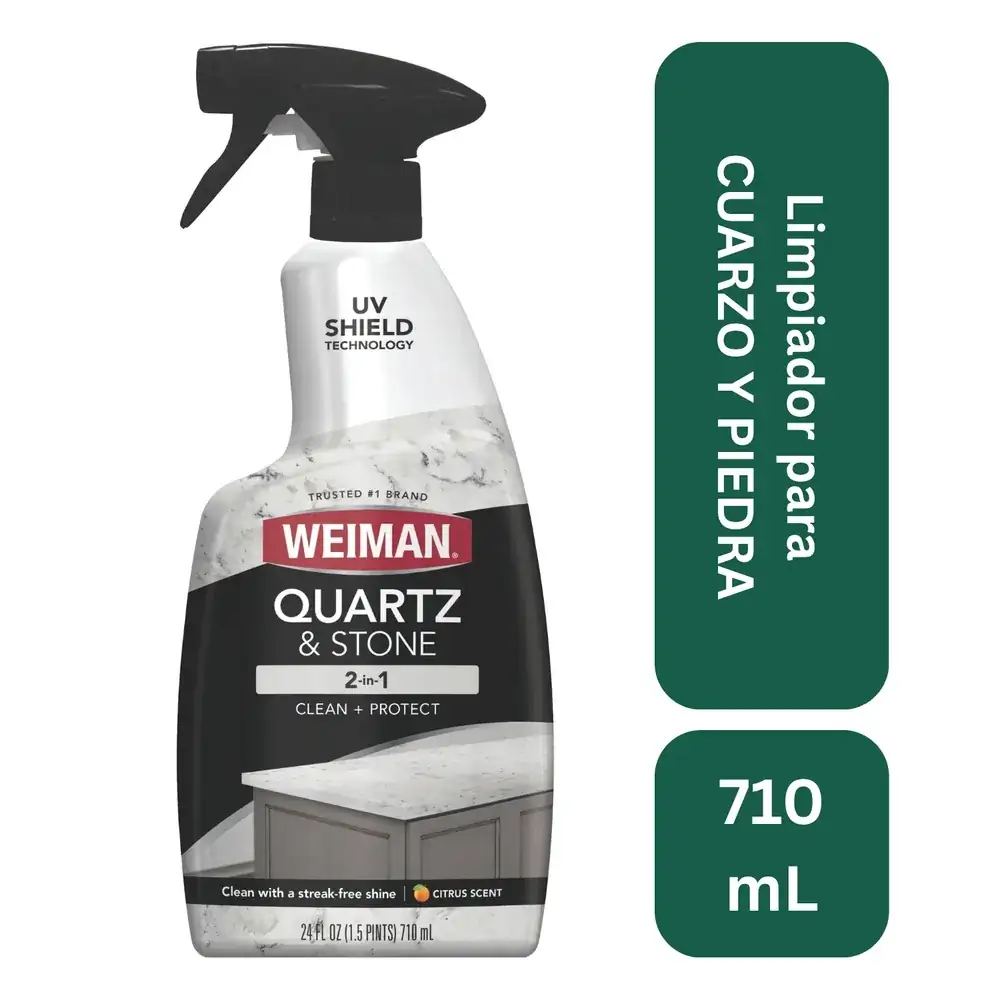 UV
SHIELD
TECHNOLOGY
TRUSTED #1 BRAND
WEIMAN®
QUARTZ
& STONE
2-in-1
CLEAN + PROTECT
Clean with a streak-free shine | CITRUS SCENT
24 FL OZ (1.5 PINTS) 710 mL
Limpiador para
CUARZO Y PIEDRA
710
mL